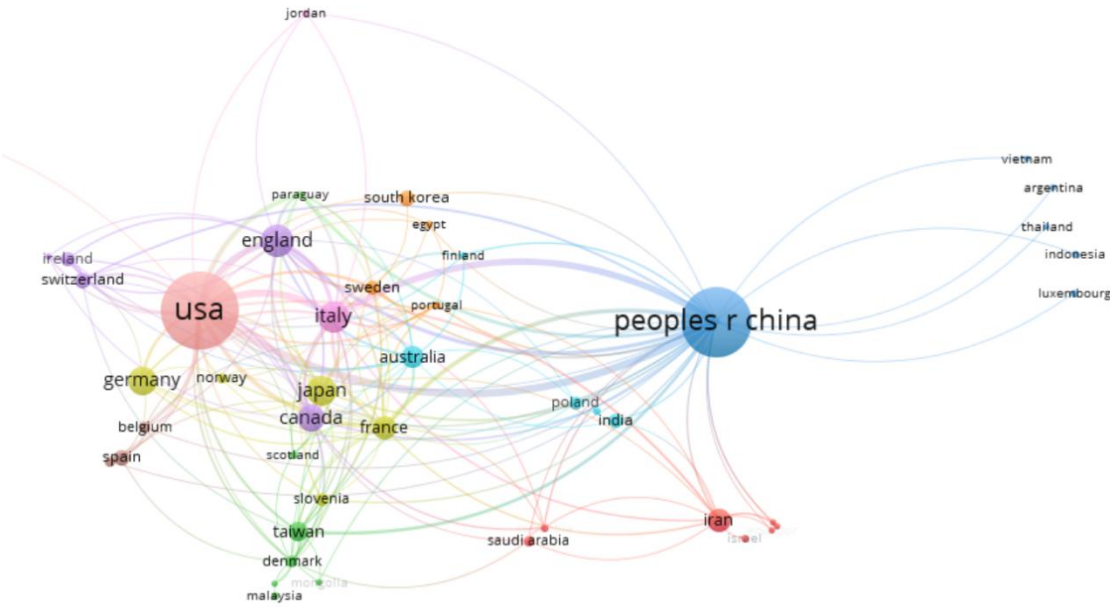 jordan
vietnam
argentina
paraguay
south korea
egypt
thailand
england
finland
indonesia
ireland
switzerland
sweden
luxembourg
usa
italy
portugal
peoples r china
australia
germany
norway
japan
poland
canada
india
belgium
france
scotland
spain
slovenia
iran
taiwan
saudi arabia
israel
denmark
mongolia
malaysia